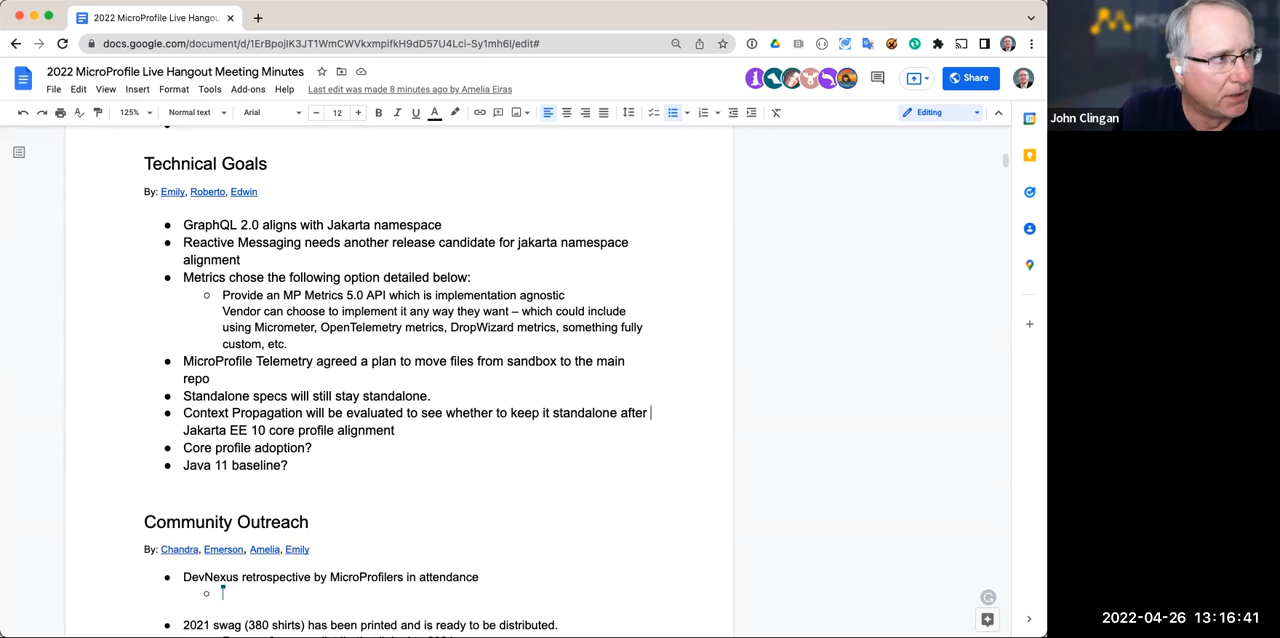 2022 MicroProfile Live Hangou
docs.google.com/document/d/1ErBpojIK3JT1WmCWVkxmpifkH9dD57U4Lci-Sy1mh6I/edit#
2022 MicroProfile Live Hangout Meeting Minutes
File Edit View Insert Format Tools Add-ons Help Last edit was made 8 minutes ago by Amelia Eiras
Share
125% Normal text Arial 12 B I U A Editing
John Clingan
Technical Goals
By: Emily, Roberto, Edwin
GraphQL 2.0 aligns with Jakarta namespace
Reactive Messaging needs another release candidate for jakarta namespace
alignment
Metrics chose the following option detailed below:
Provide an MP Metrics 5.0 API which is implementation agnostic
Vendor can choose to implement it any way they want – which could include
using Micrometer, OpenTelemetry metrics, DropWizard metrics, something fully
custom, etc.
MicroProfile Telemetry agreed a plan to move files from sandbox to the main
repo
Standalone specs will still stay standalone.
Context Propagation will be evaluated to see whether to keep it standalone after
Jakarta EE 10 core profile alignment
Core profile adoption?
Java 11 baseline?
Community Outreach
By: Chandra, Emerson, Amelia, Emily
DevNexus retrospective by MicroProfilers in attendance
2021 swag (380 shirts) has been printed and is ready to be distributed.
2022-04-26 13:16:41